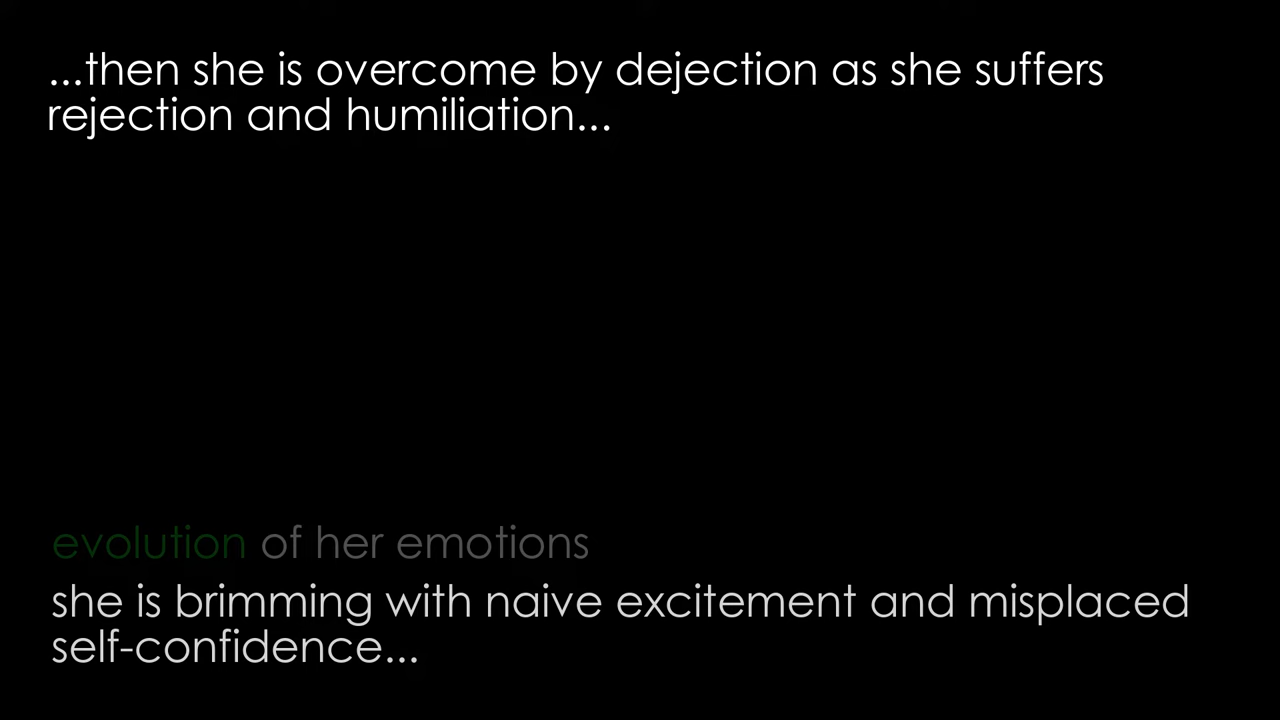 ...then she is overcome by dejection as she suffers
rejection and humiliation...
evolution of her emotions
she is brimming with naive excitement and misplaced
self-confidence...